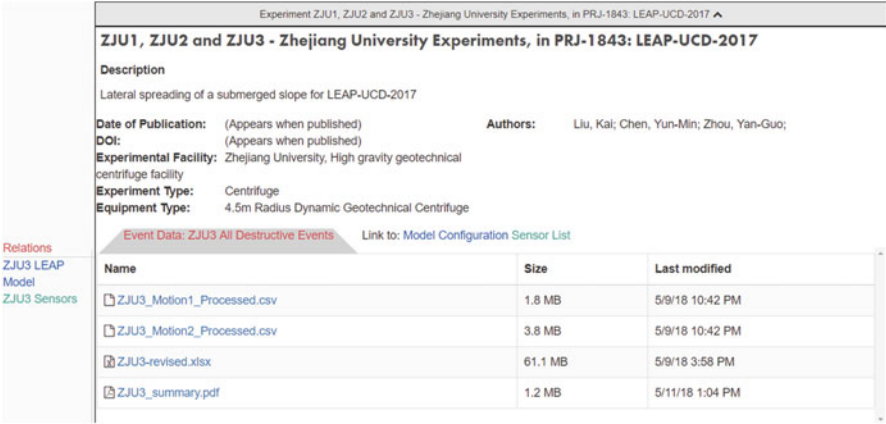 Experiment ZJU1, ZJU2 and ZJU3 - Zhejiang University Experiments, in PRJ-1843: LEAP-UCD-2017
ZJU1, ZJU2 and ZJU3 - Zhejiang University Experiments, in PRJ-1843: LEAP-UCD-2017
Description
Lateral spreading of a submerged slope for LEAP-UCD-2017
Date of Publication: (Appears when published) Authors: Liu, Kai; Chen, Yun-Min; Zhou, Yan-Guo;
DOI: (Appears when published)
Experimental Facility: Zhejiang University, High gravity geotechnical
centrifuge facility
Experiment Type: Centrifuge
Equipment Type: 4.5m Radius Dynamic Geotechnical Centrifuge
Event Data: ZJU3 All Destructive Events Link to: Model Configuration Sensor List
Relations
ZJU3 LEAP
Model
ZJU3 Sensors
Name Size Last modified
ZJU3_Motion1_Processed.csv 1.8 MB 5/9/18 10:42 PM
ZJU3_Motion2_Processed.csv 3.8 MB 5/9/18 10:42 PM
ZJU3-revised.xlsx 61.1 MB 5/9/18 3:58 PM
ZJU3_summary.pdf 1.2 MB 5/11/18 1:04 PM